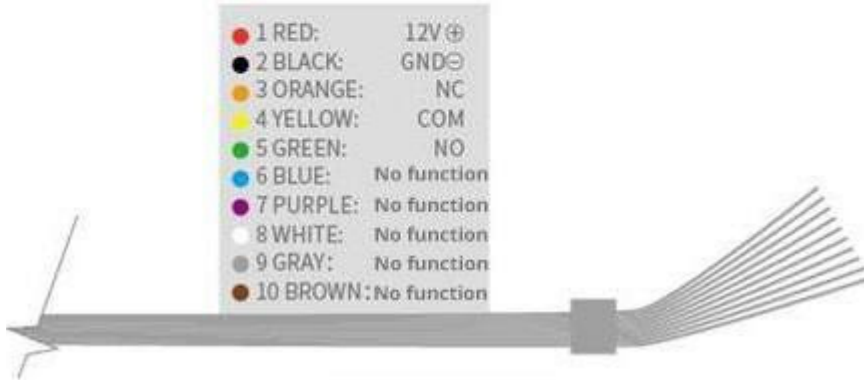 1 RED: 12V⊕
2 BLACK: GND⊖
3 ORANGE: NC
4 YELLOW: COM
5 GREEN: NO
6 BLUE: No function
7 PURPLE: No function
8 WHITE: No function
9 GRAY: No function
10 BROWN: No function